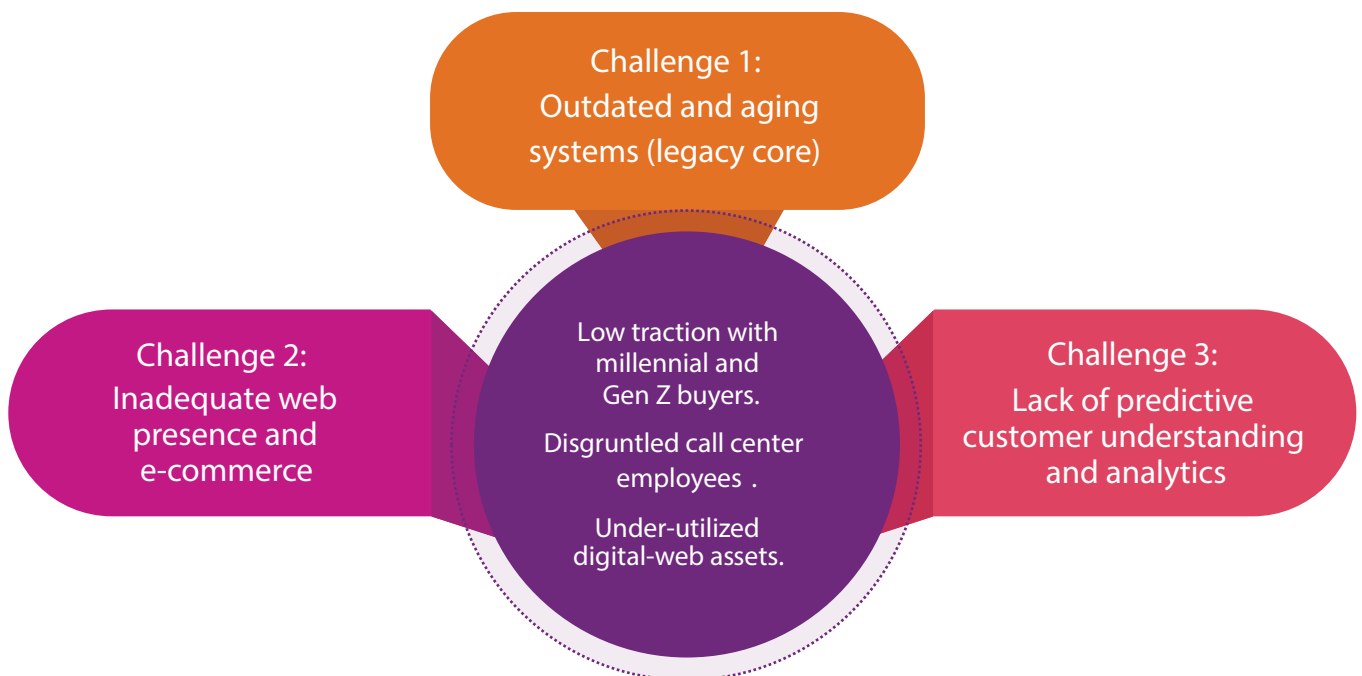 Challenge 1:
Outdated and aging
systems (legacy core)
Challenge 2:
Inadequate web
presence and
e-commerce
Low traction with
millennial and
Gen Z buyers.
Disgruntled call center
employees .
Under-utilized
digital-web assets.
Challenge 3:
Lack of predictive
customer understanding
and analytics